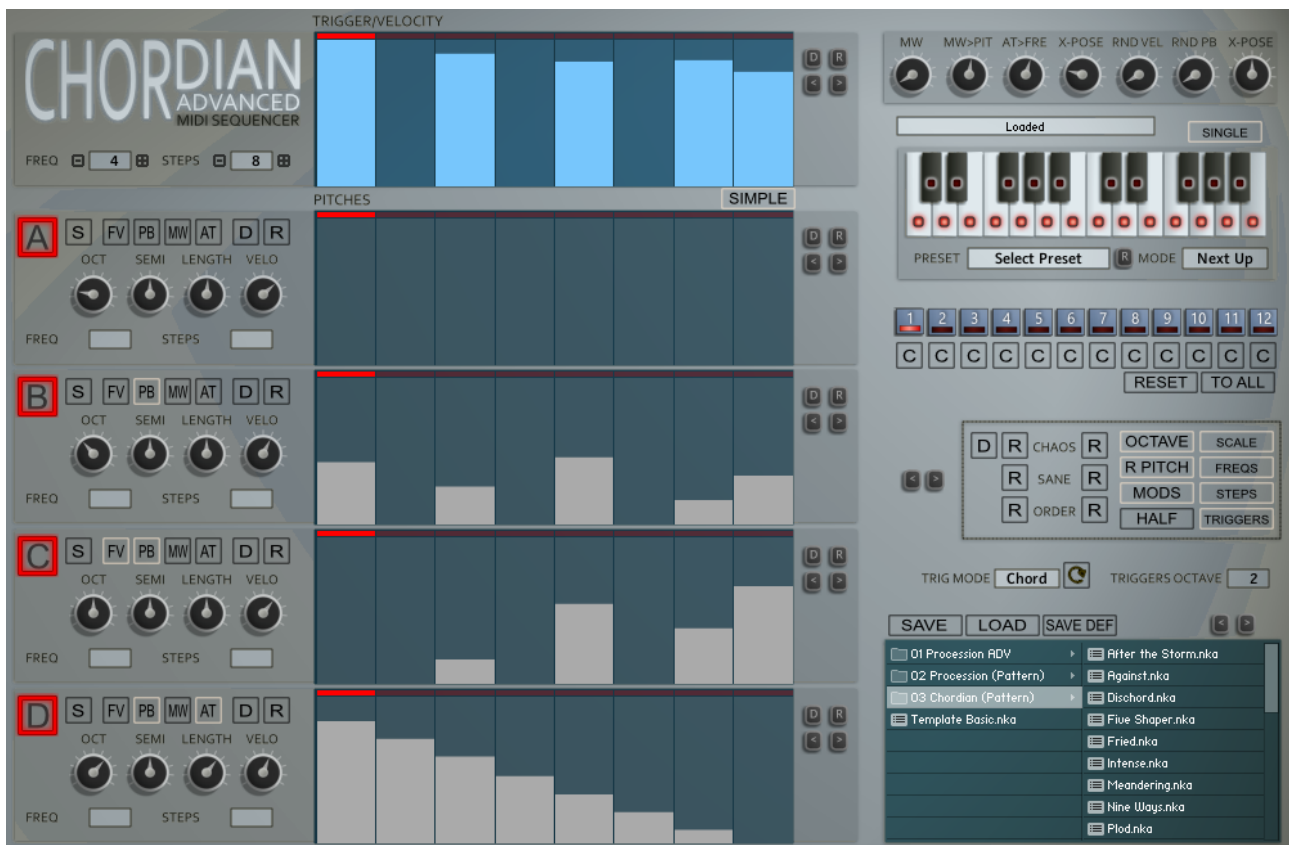 TRIGGER/VELOCITY
CHORDIAN
ADVANCED
MIDI SEQUENCER
FREQ 4 STEPS 8
D R
< >
MW MW>PIT AT>FRE X-POSE RND VEL RND PB X-POSE
Loaded
SINGLE
PRESET Select Preset R MODE Next Up
PITCHES SIMPLE
A S FV PB MW AT D R
OCT SEMI LENGTH VELO
FREQ STEPS
D R
< >
B S FV PB MW AT D R
OCT SEMI LENGTH VELO
FREQ STEPS
D R
< >
C S FV PB MW AT D R
OCT SEMI LENGTH VELO
FREQ STEPS
D R
< >
D S FV PB MW AT D R
OCT SEMI LENGTH VELO
FREQ STEPS
D R
< >
1 2 3 4 5 6 7 8 9 10 11 12
C C C C C C C C C C C C
RESET TO ALL
D R CHAOS R OCTAVE SCALE
R SANE R R PITCH FREQS
< > MODS STEPS
R ORDER R HALF TRIGGERS
TRIG MODE Chord TRIGGERS OCTAVE 2
SAVE LOAD SAVE DEF < >
01 Procession ADV
02 Procession (Pattern)
03 Chordian (Pattern)
Template Basic.nka
After the Storm.nka
Against.nka
Dischord.nka
Five Shaper.nka
Fried.nka
Intense.nka
Meandering.nka
Nine Ways.nka
Plod.nka